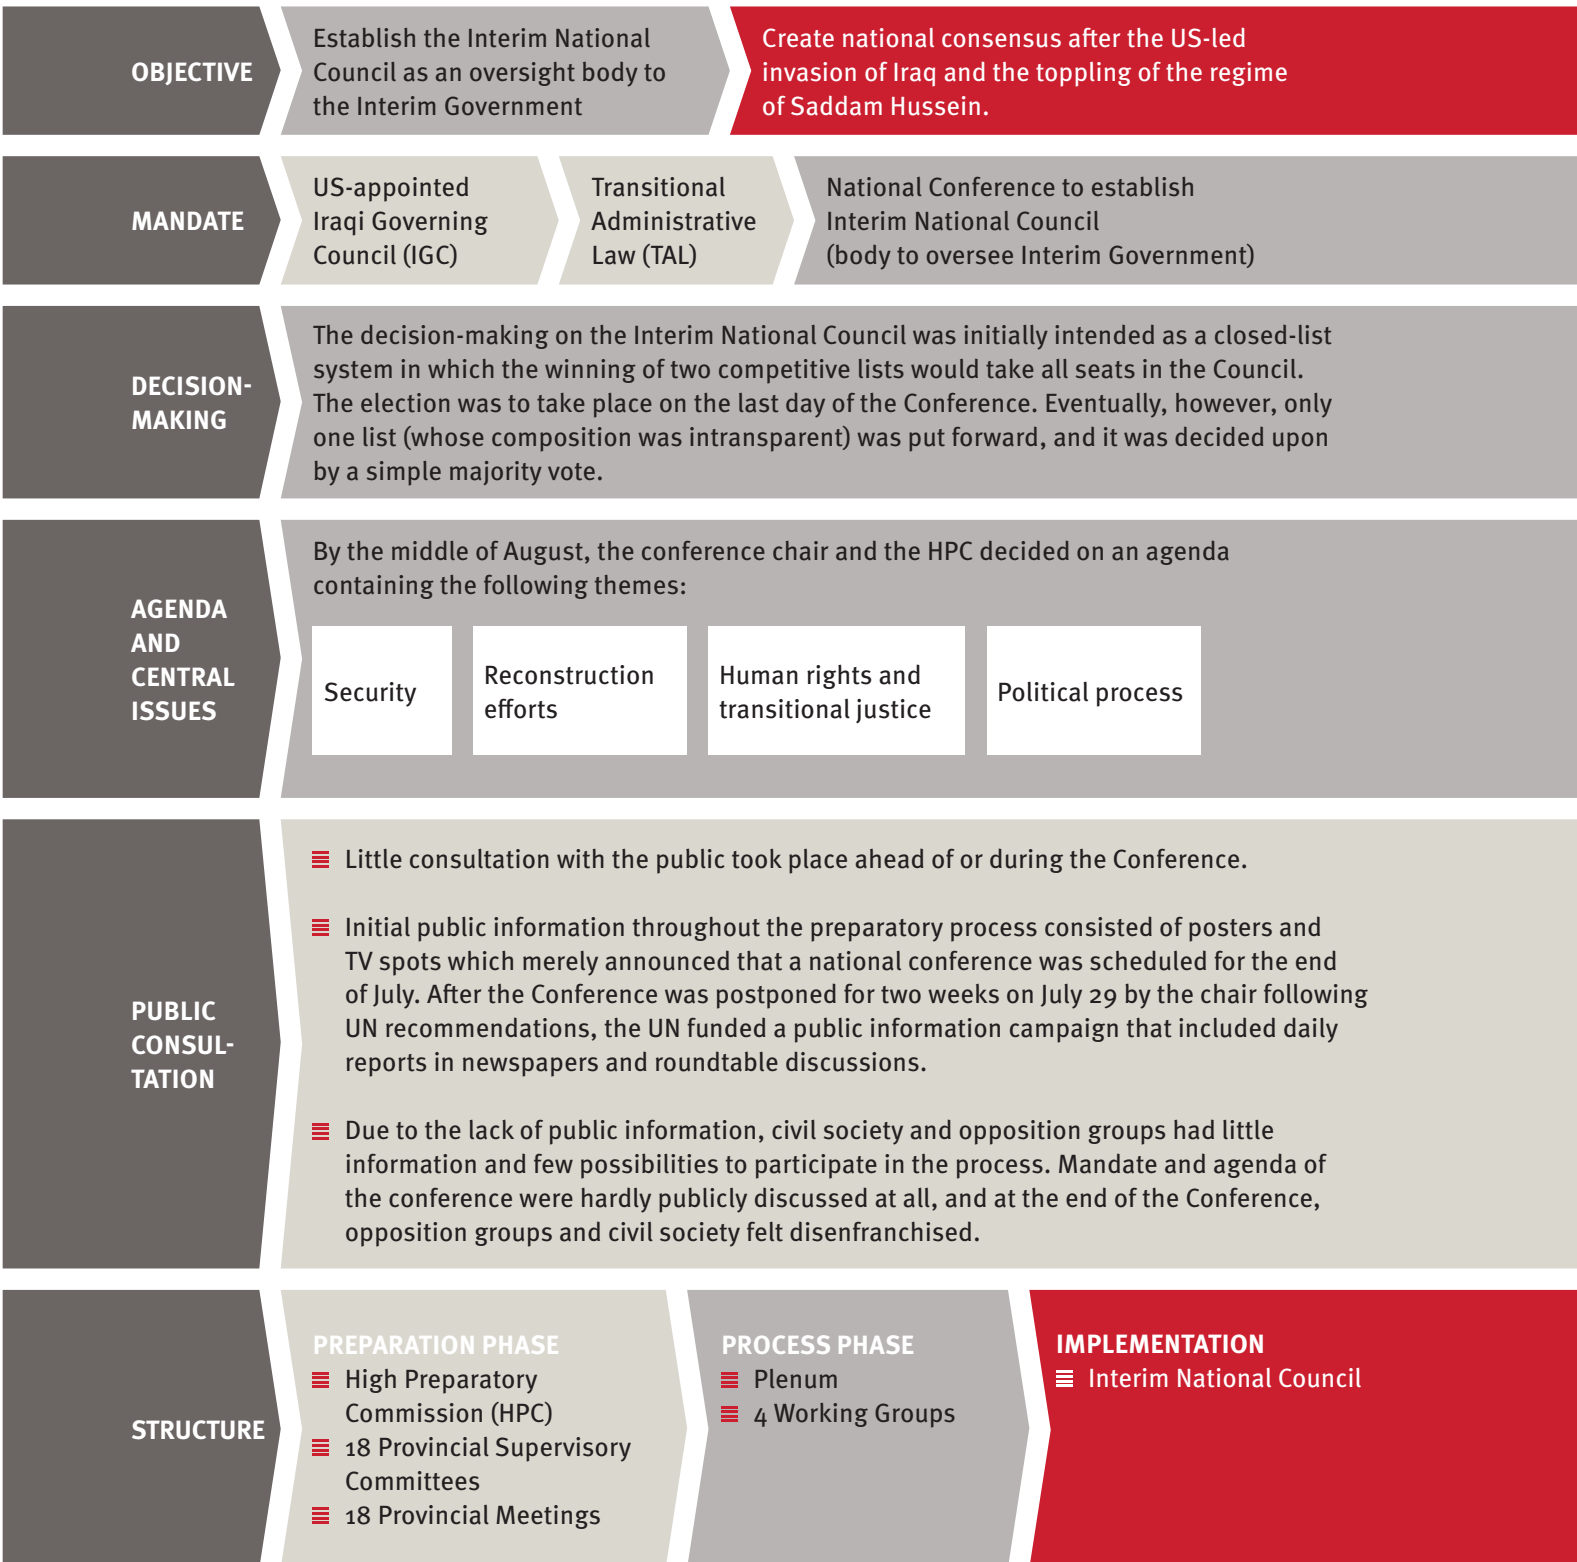 OBJECTIVE
Establish the Interim National
Council as an oversight body to
the Interim Government
Create national consensus after the US-led
invasion of Iraq and the toppling of the regime
of Saddam Hussein.
MANDATE
US-appointed
Iraqi Governing
Council (IGC)
Transitional
Administrative
Law (TAL)
National Conference to establish
Interim National Council
(body to oversee Interim Government)
DECISION-
MAKING
The decision-making on the Interim National Council was initially intended as a closed-list
system in which the winning of two competitive lists would take all seats in the Council.
The election was to take place on the last day of the Conference. Eventually, however, only
one list (whose composition was intransparent) was put forward, and it was decided upon
by a simple majority vote.
AGENDA
AND
CENTRAL
ISSUES
By the middle of August, the conference chair and the HPC decided on an agenda
containing the following themes:
Security
Reconstruction
efforts
Human rights and
transitional justice
Political process
PUBLIC
CONSUL-
TATION
Little consultation with the public took place ahead of or during the Conference.
Initial public information throughout the preparatory process consisted of posters and
TV spots which merely announced that a national conference was scheduled for the end
of July. After the Conference was postponed for two weeks on July 29 by the chair following
UN recommendations, the UN funded a public information campaign that included daily
reports in newspapers and roundtable discussions.
Due to the lack of public information, civil society and opposition groups had little
information and few possibilities to participate in the process. Mandate and agenda of
the conference were hardly publicly discussed at all, and at the end of the Conference,
opposition groups and civil society felt disenfranchised.
STRUCTURE
PREPARATION PHASE
High Preparatory
Commission (HPC)
18 Provincial Supervisory
Committees
18 Provincial Meetings
PROCESS PHASE
Plenum
4 Working Groups
IMPLEMENTATION
Interim National Council